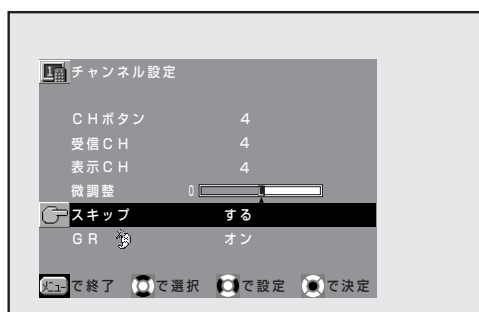 チャンネル設定
CHボタン 4
受信CH 4
表示CH 4
微調整 0
スキップ する
GR オン
メニューで終了 で選択 で設定 で決定